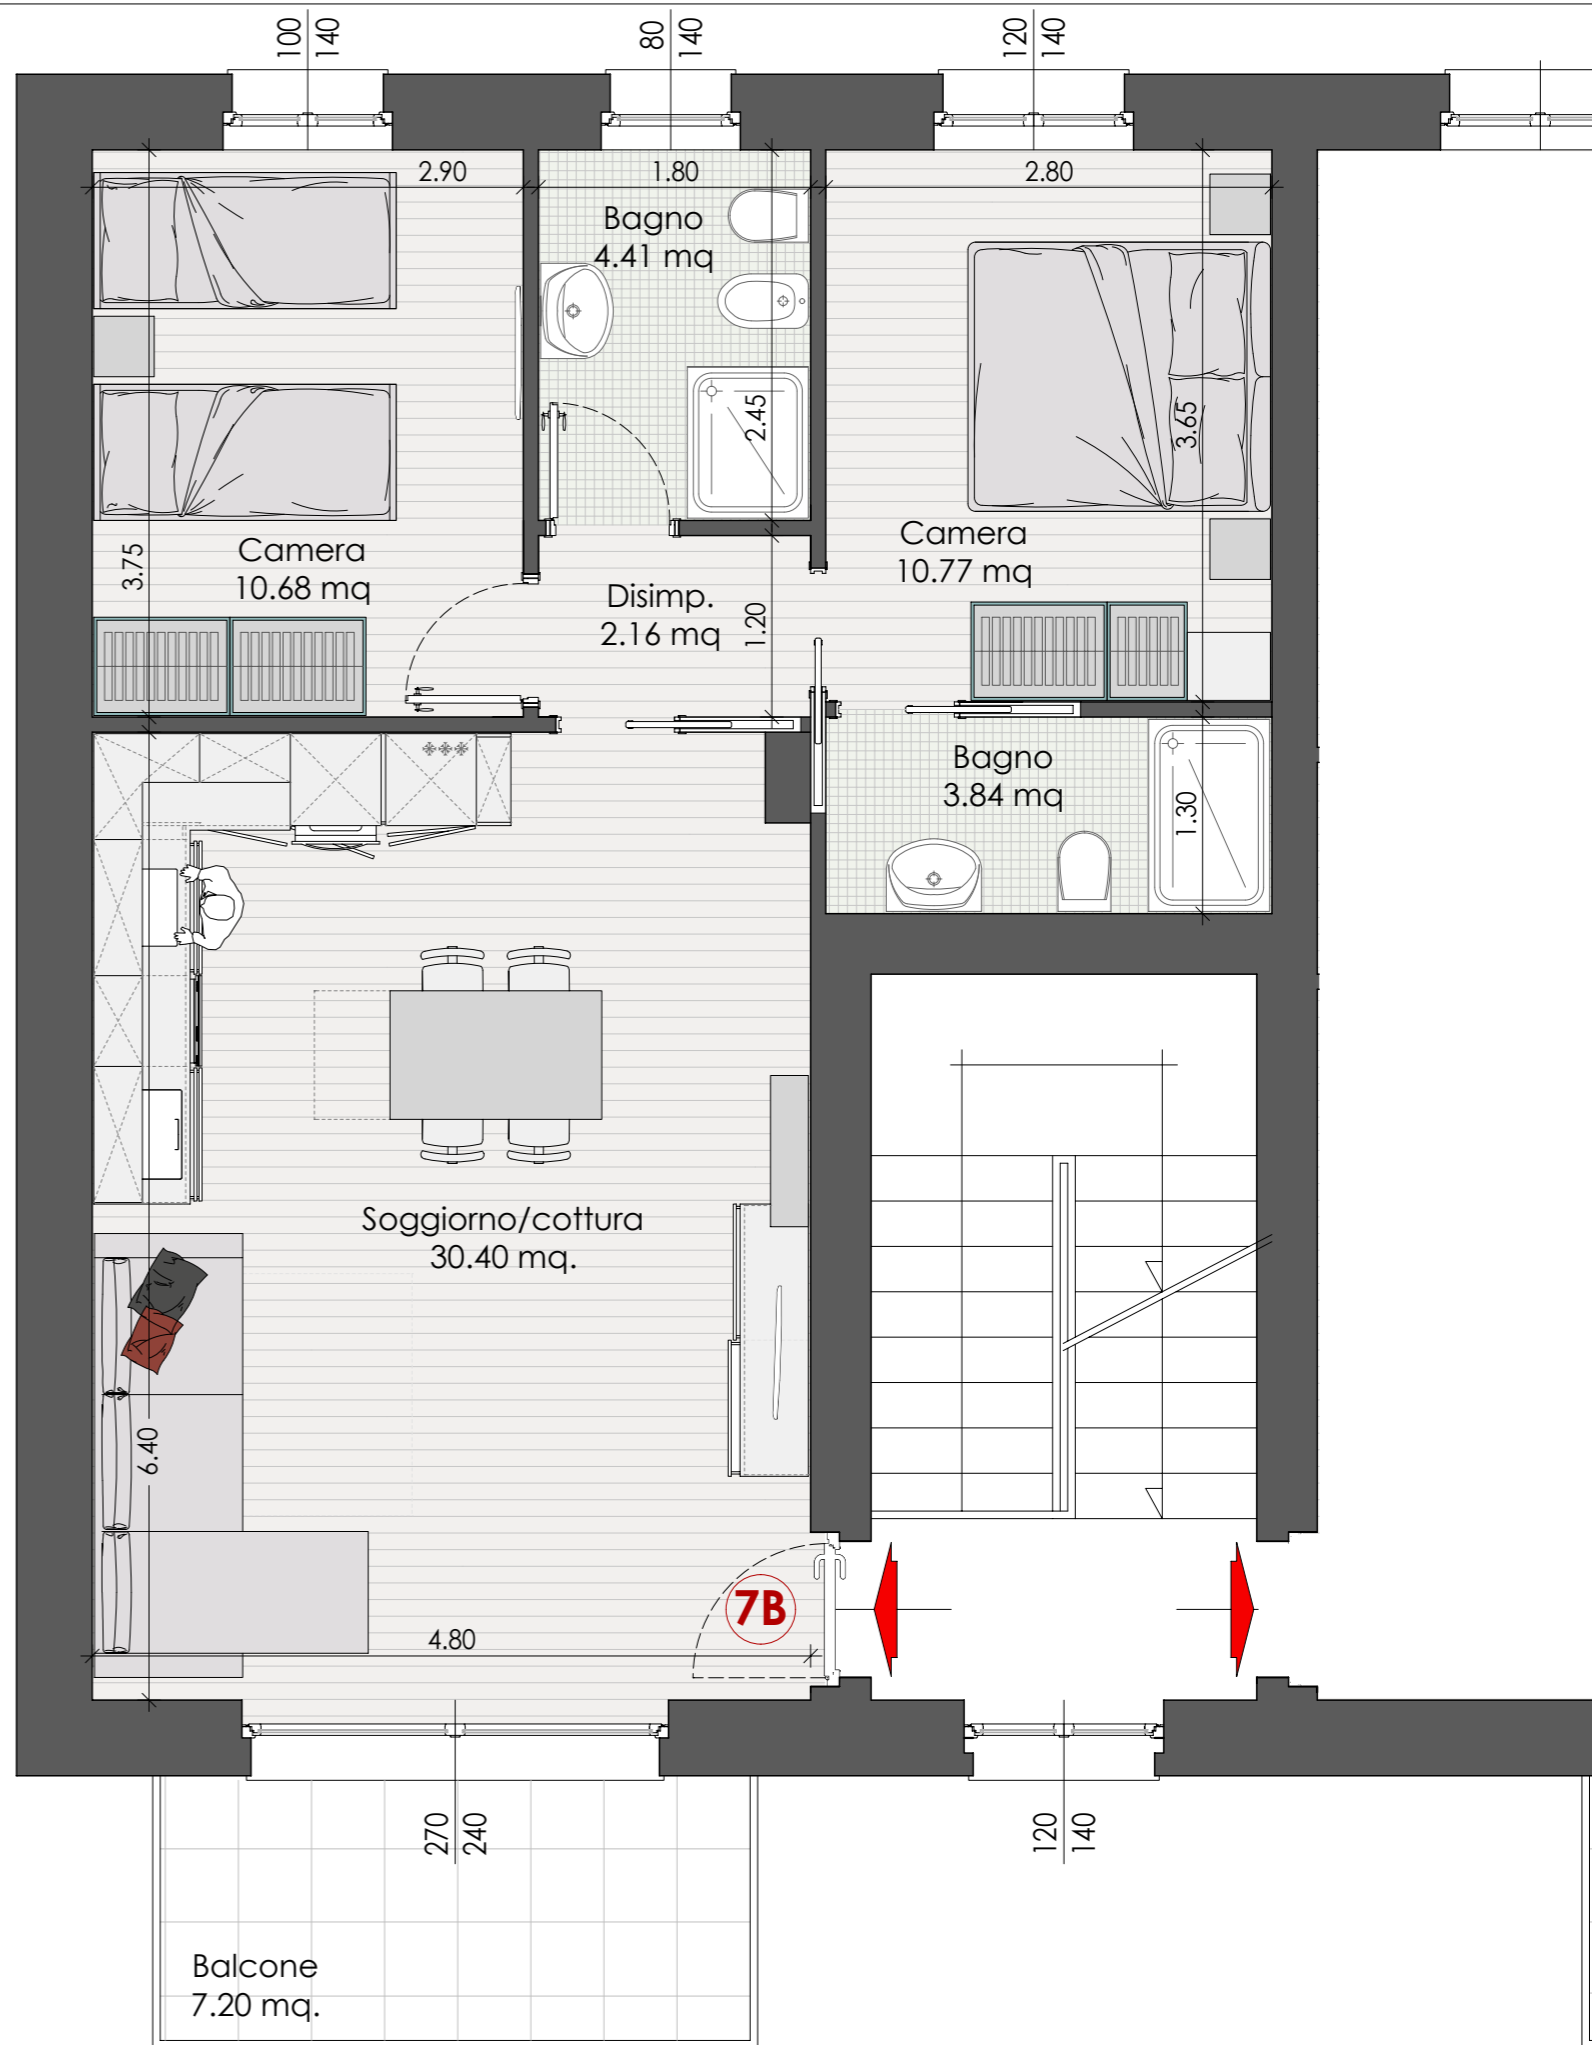 100
140
80
140
120
140
2.90
1.80
2.80
Bagno
4.41 mq
2.45
3.65
Camera
10.68 mq
3.75
Camera
10.77 mq
Disimp.
2.16 mq
1.20
Bagno
3.84 mq
1.30
Soggiorno/cottura
30.40 mq.
6.40
4.80
7B
270
240
120
140
Balcone
7.20 mq.